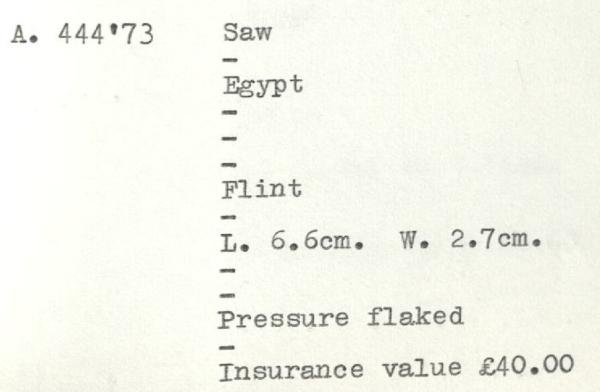 A. 444'73 Saw
-
Egypt
-
-
-
Flint
-
L. 6.6cm. W. 2.7cm.
-
-
Pressure flaked
-
Insurance value £40.00